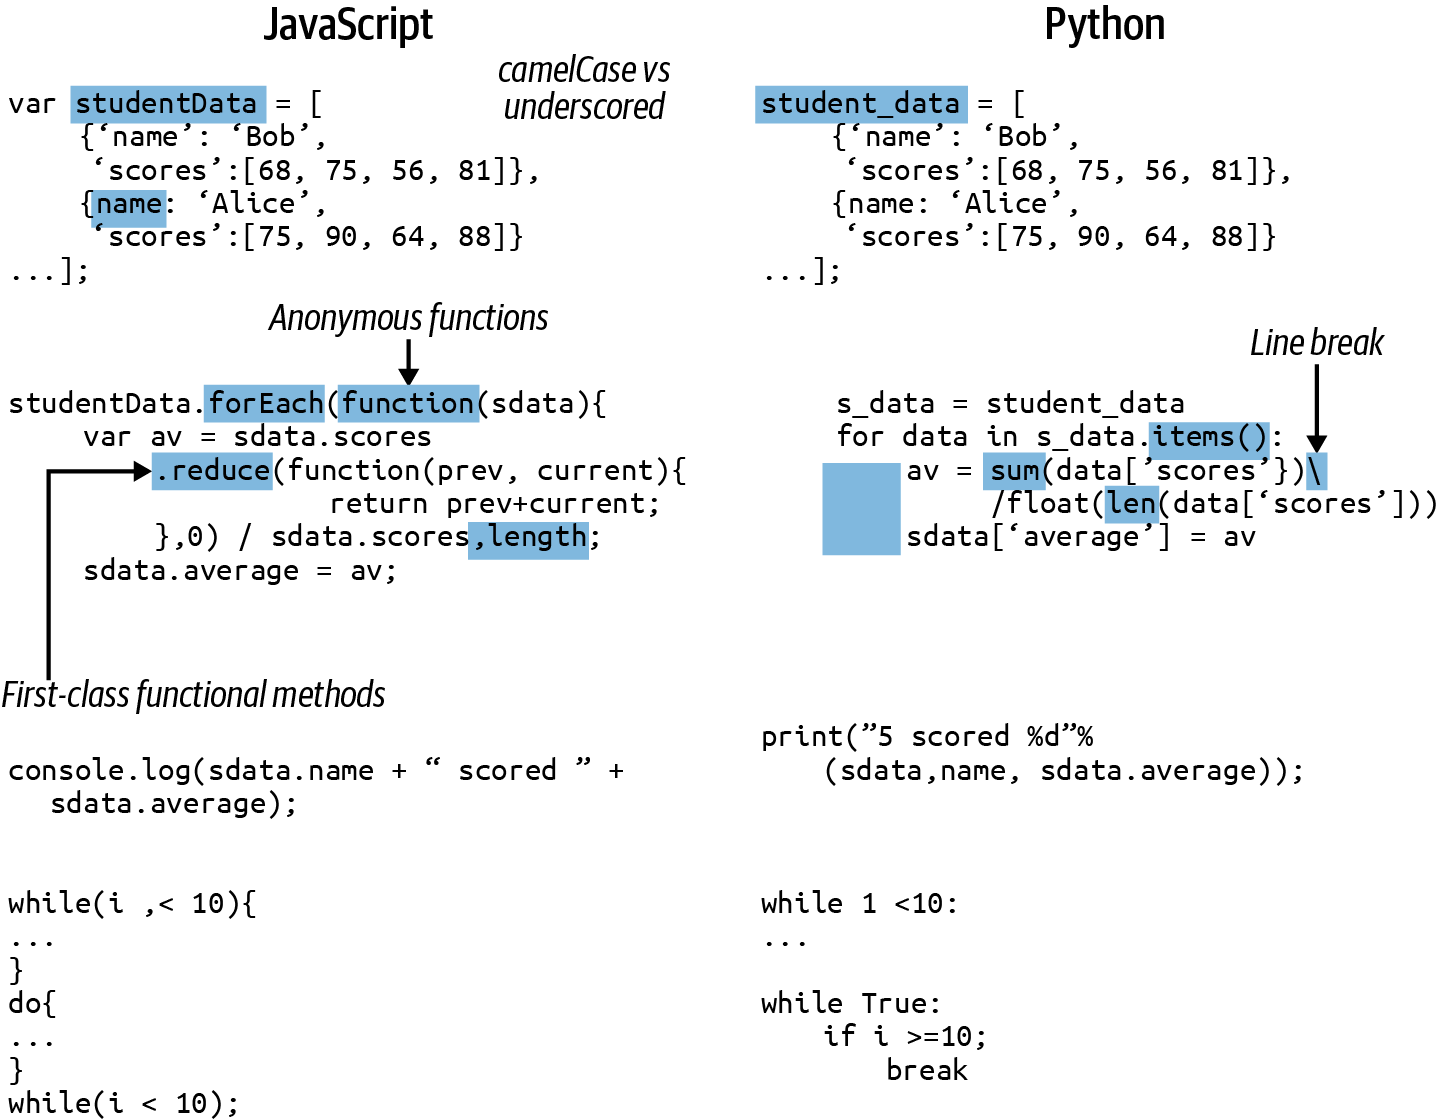 JavaScript
camelCase vs
underscored
var studentData = [
{‘name’: ‘Bob’,
‘scores’:[68, 75, 56, 81]},
{name: ‘Alice’,
‘scores’:[75, 90, 64, 88]}
...];
Anonymous functions
studentData.forEach(function(sdata){
var av = sdata.scores
.reduce(function(prev, current){
return prev+current;
},0) / sdata.scores,length;
sdata.average = av;
First-class functional methods
console.log(sdata.name + “ scored ” +
sdata.average);
while(i ,< 10){
...
}
do{
...
}
while(i < 10);
Python
student_data = [
{‘name’: ‘Bob’,
‘scores’:[68, 75, 56, 81]},
{name: ‘Alice’,
‘scores’:[75, 90, 64, 88]}
...];
Line break
s_data = student_data
for data in s_data.items():
av = sum(data[’scores’})\
/float(len(data[‘scores’]))
sdata[‘average’] = av
print(”5 scored %d”%
(sdata,name, sdata.average));
while 1 <10:
...
while True:
if i >=10;
break